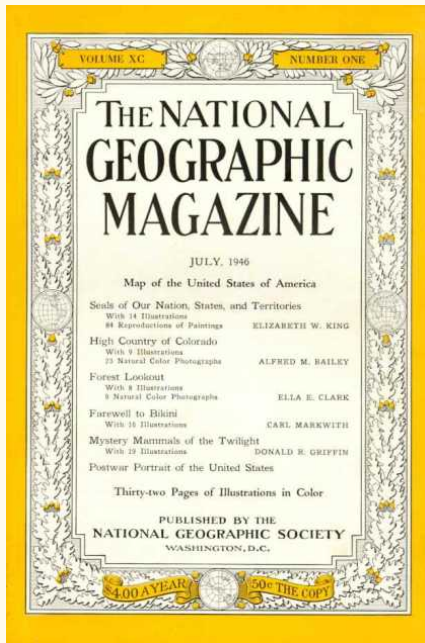 VOLUME XC NUMBER ONE
THE NATIONAL
GEOGRAPHIC
MAGAZINE
JULY, 1946
Map of the United States of America
Seals of Our Nation, States, and Territories
With 14 Illustrations
84 Reproductions of Paintings ELIZABETH W. KING
High Country of Colorado
With 9 Illustrations
23 Natural Color Photographs ALFRED M. BAILEY
Forest Lookout
With 8 Illustrations
8 Natural Color Photographs ELLA E. CLARK
Farewell to Bikini
With 16 Illustrations CARL MARKWITH
Mystery Mammals of the Twilight
With 19 Illustrations DONALD R. GRIFFIN
Postwar Portrait of the United States
Thirty-two Pages of Illustrations in Color
PUBLISHED BY THE
NATIONAL GEOGRAPHIC SOCIETY
WASHINGTON, D.C.
$4.00 A YEAR 50c THE COPY